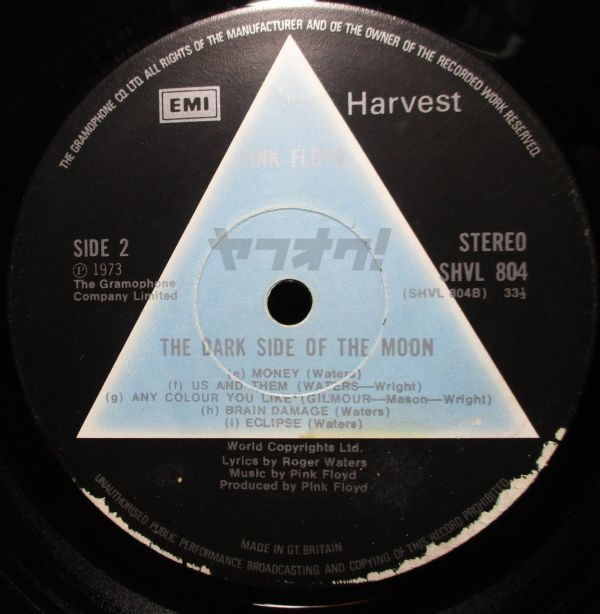 THE GRAMOPHONE CO LTD. ALL RIGHTS OF THE MANUFACTURER AND OF THE OWNER OF THE RECORDED WORK RESERVED.
EMI
Harvest
PINK FLOYD
ヤフオク!
SIDE 2
STEREO
Ⓟ 1973
SHVL 804
The Gramophone
Company Limited
(SHVL 804B) 33⅓
THE DARK SIDE OF THE MOON
(e) MONEY (Waters)
(f) US AND THEM (WATERS—Wright)
(g) ANY COLOUR YOU LIKE (GILMOUR—Mason—Wright)
(h) BRAIN DAMAGE (Waters)
(i) ECLIPSE (Waters)
World Copyrights Ltd.
Lyrics by Roger Waters
Music by Pink Floyd
Produced by Pink Floyd
MADE IN GT. BRITAIN
UNAUTHORISED PUBLIC PERFORMANCE BROADCASTING AND COPYING OF THIS RECORD PROHIBITED